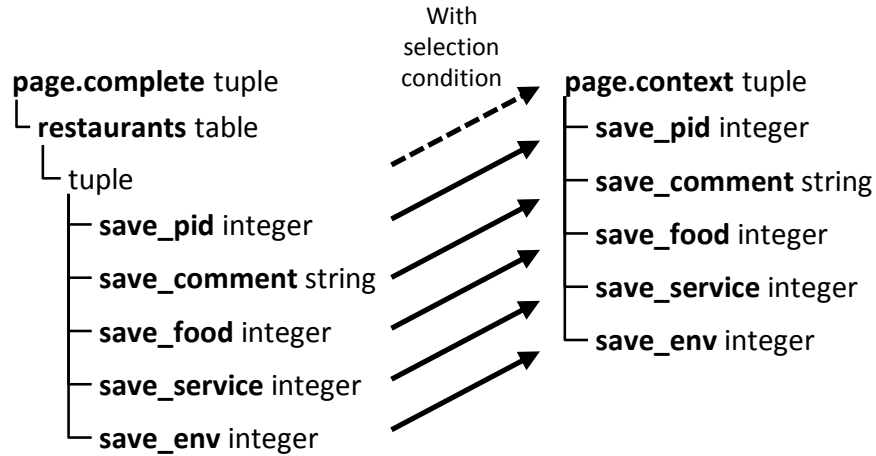 With
selection
condition
page.complete tuple
restaurants table
tuple
save_pid integer
save_comment string
save_food integer
save_service integer
save_env integer
page.context tuple
save_pid integer
save_comment string
save_food integer
save_service integer
save_env integer